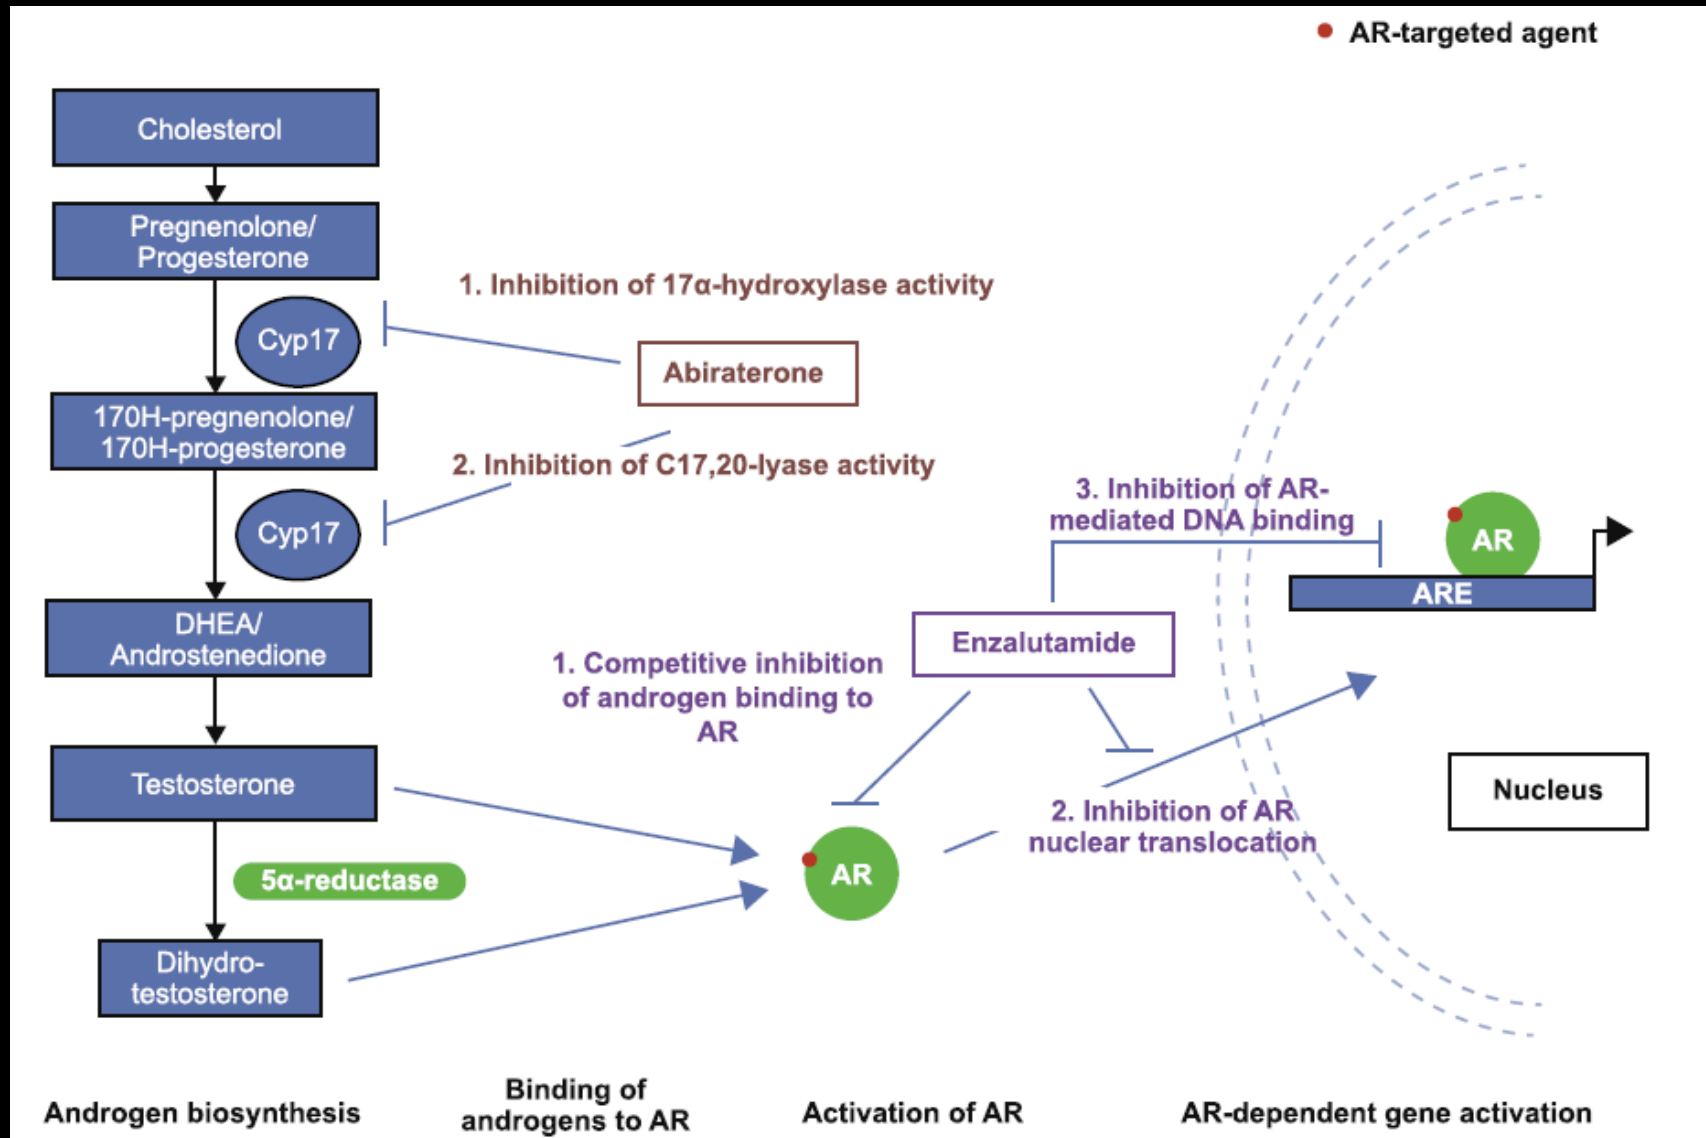 AR-targeted agent
Cholesterol
Pregnenolone/
Progesterone
1. Inhibition of 17α-hydroxylase activity
Cyp17
Abiraterone
170H-pregnenolone/
170H-progesterone
2. Inhibition of C17,20-lyase activity
Cyp17
3. Inhibition of AR-
mediated DNA binding
AR
ARE
DHEA/
Androstenedione
Enzalutamide
1. Competitive inhibition
of androgen binding to
AR
Testosterone
Nucleus
2. Inhibition of AR
nuclear translocation
5α-reductase
AR
Dihydro-
testosterone
Androgen biosynthesis
Binding of
androgens to AR
Activation of AR
AR-dependent gene activation